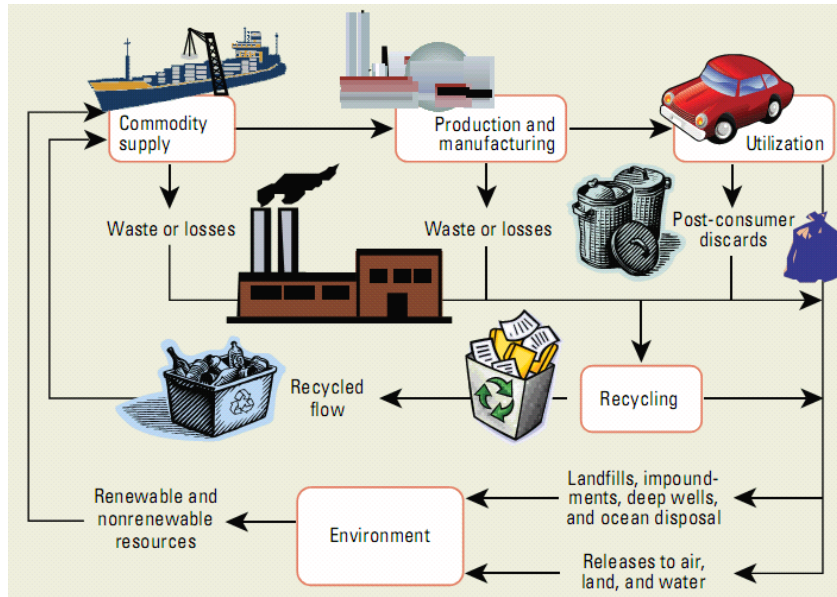 Commodity
supply
Production and
manufacturing
Utilization
Waste or losses
Waste or losses
Post-consumer
discards
Recycled
flow
Recycling
Renewable and
nonrenewable
resources
Environment
Landfills, impound-
ments, deep wells,
and ocean disposal
Releases to air,
land, and water